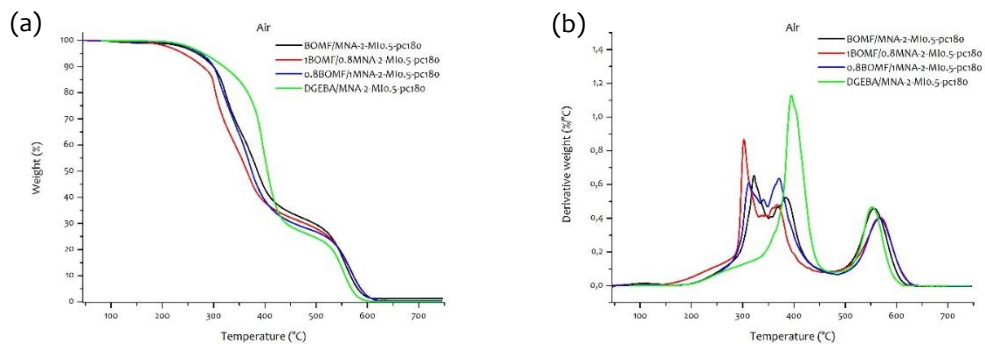 (a)
Air
BOMF/MNA-2-MI0.5-pc180
1BOMF/0.8MNA-2-MI0.5-pc180
0.8BOMF/1MNA-2-MI0.5-pc180
DGEBA/MNA-2-MI0.5-pc180
100
90
80
70
60
50
40
30
20
10
0
Weight (%)
100
200
300
400
500
600
700
Temperature (°C)
(b)
Air
BOMF/MNA-2-MI0.5-pc180
1BOMF/0.8MNA-2-MI0.5-pc180
0.8BOMF/1MNA-2-MI0.5-pc180
DGEBA/MNA-2-MI0.5-pc180
1,4
1,2
1,0
0,8
0,6
0,4
0,2
0,0
Derivative weight (%/°C)
100
200
300
400
500
600
700
Temperature (°C)